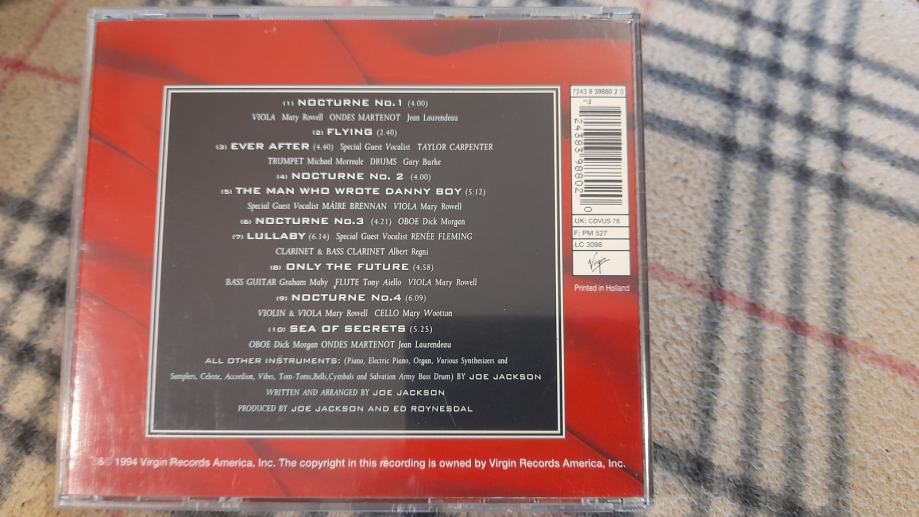 (1) NOCTURNE No.1 (4.00)
VIOLA Mary Rowell ONDES MARTENOT Jean Laurendeau
(2) FLYING (2.40)
(3) EVER AFTER (4.40) Special Guest Vocalist TAYLOR CARPENTER
TRUMPET Michael Morreale DRUMS Gary Burke
(4) NOCTURNE No. 2 (4.00)
(5) THE MAN WHO WROTE DANNY BOY (5:12)
Special Guest Vocalist MÁIRE BRENNAN VIOLA Mary Rowell
(6) NOCTURNE No.3 (4.21) OBOE Dick Morgan
(7) LULLABY (6.14) Special Guest Vocalist RENÉE FLEMING
CLARINET & BASS CLARINET Albert Regni
(8) ONLY THE FUTURE (4:58)
BASS GUITAR Graham Maby FLUTE Tony Aiello VIOLA Mary Rowell
(9) NOCTURNE No.4 (6.09)
VIOLIN & VIOLA Mary Rowell CELLO Mary Wootton
(10) SEA OF SECRETS (5:25)
OBOE Dick Morgan ONDES MARTENOT Jean Laurendeau
ALL OTHER INSTRUMENTS: (Piano, Electric Piano, Organ, Various Synthesizers and
Samplers, Celeste, Accordion, Vibes, Tom-Toms,Bells,Cymbals and Salvation Army Bass Drum) BY JOE JACKSON
WRITTEN AND ARRANGED BY JOE JACKSON
PRODUCED BY JOE JACKSON AND ED ROYNESDAL
& © 1994 Virgin Records America, Inc. The copyright in this recording is owned by Virgin Records America, Inc.
7243 8 39880 2 0
7 24383 98802 0
UK: CDVUS 78
F: PM 527
LC 3098
Virgin
Printed in Holland